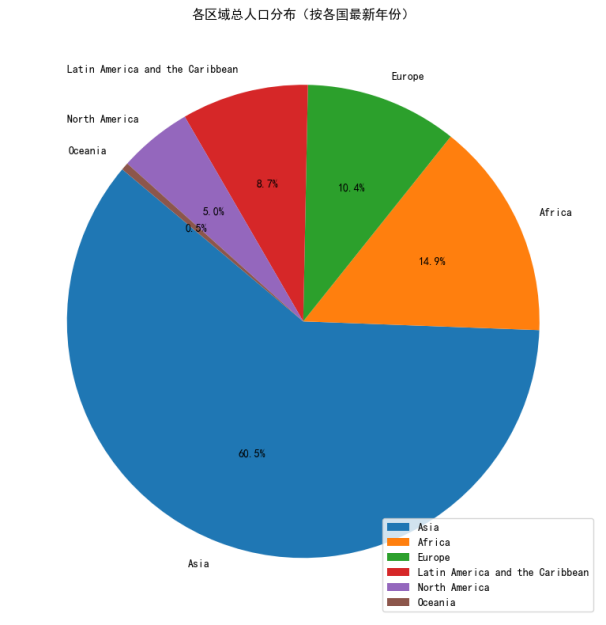 各区域总人口分布（按各国最新年份）
Latin America and the Caribbean
Europe
North America
Oceania
Africa
8.7%
10.4%
5.0%
0.5%
14.9%
60.5%
Asia
Asia
Africa
Europe
Latin America and the Caribbean
North America
Oceania